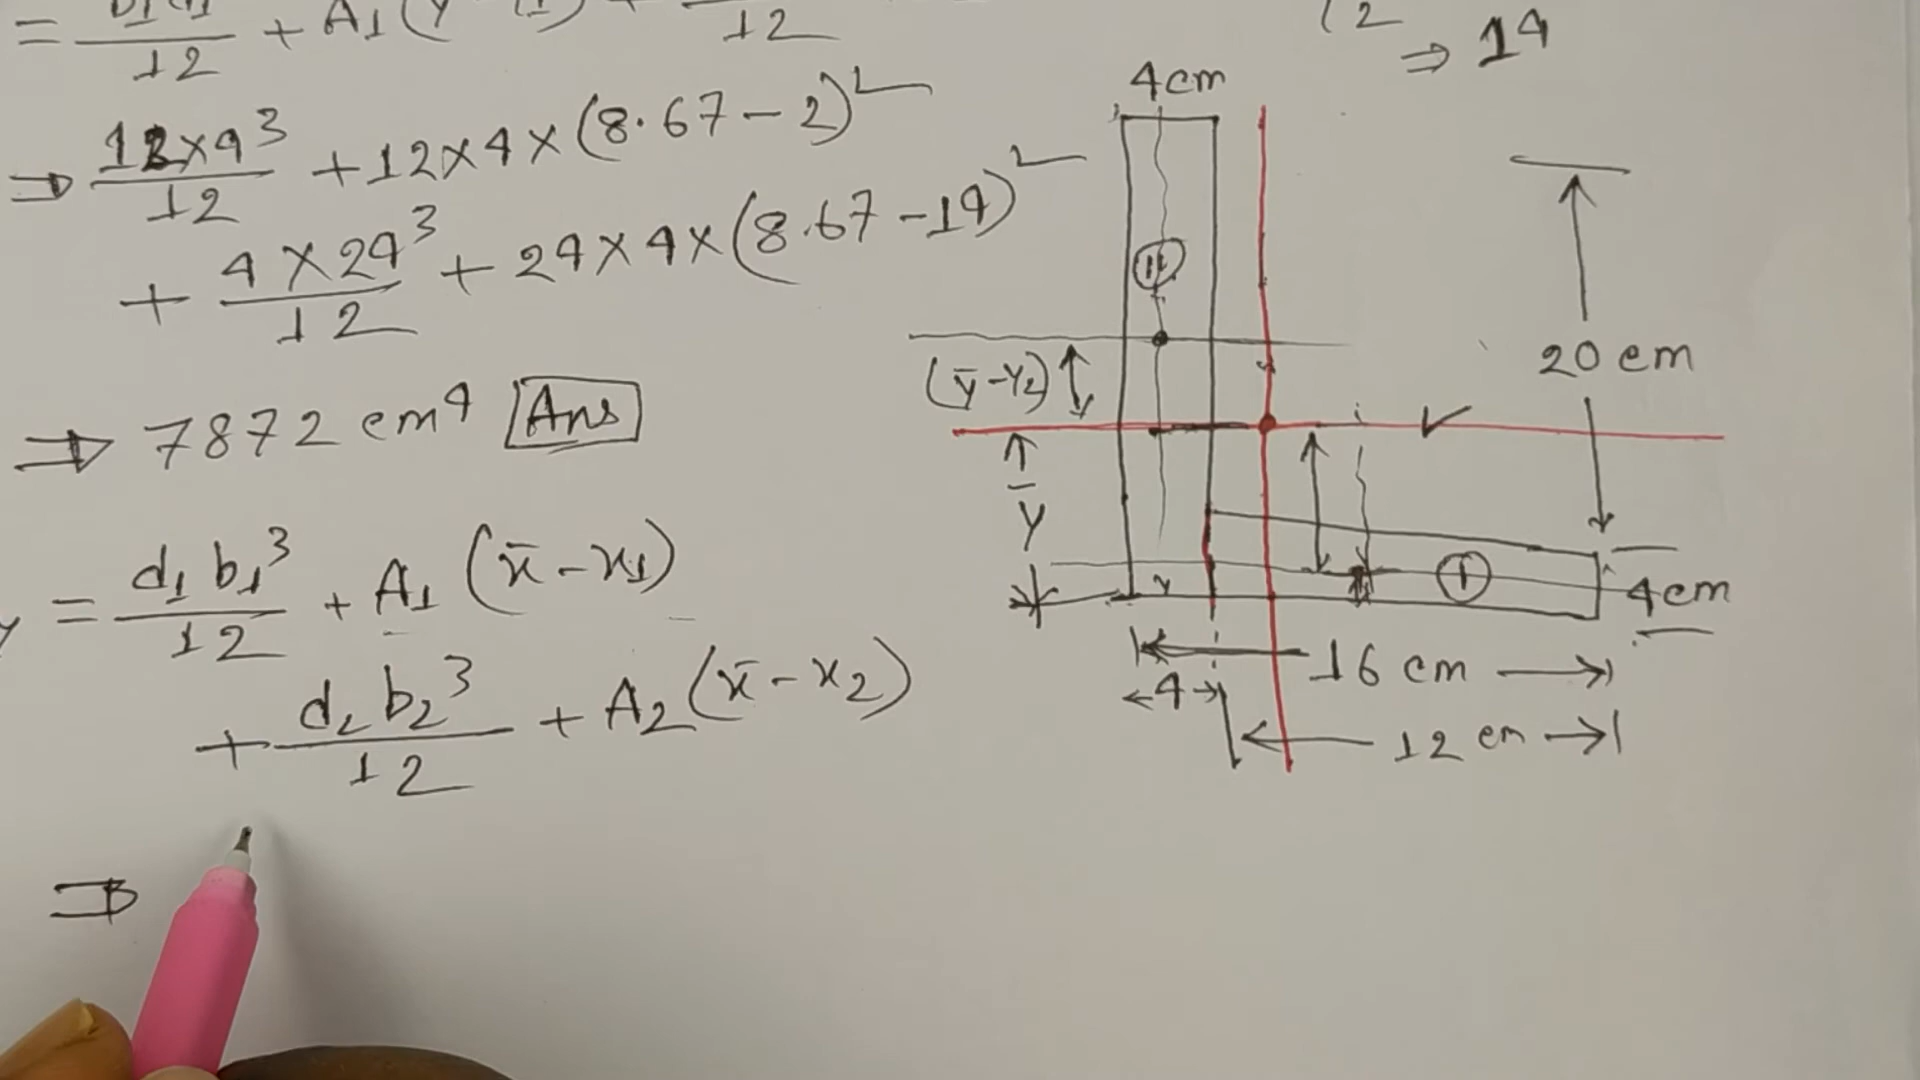 = / 12 + A1(y / 12
⇒ 12×4³/12 + 12×4×(8.67-2)²
+ 4×24³/12 + 24×4×(8.67-14)²
⇒ 7872 cm⁴ Ans
y = d₁b₁³/12 + A₁(x̄-x₁)
+ d₂b₂³/12 + A₂(x̄-x₂)
⇒
⇒ 14
4cm
11
(ȳ-y₂)
20 cm
ȳ
1
4cm
16 cm
4
12 cm